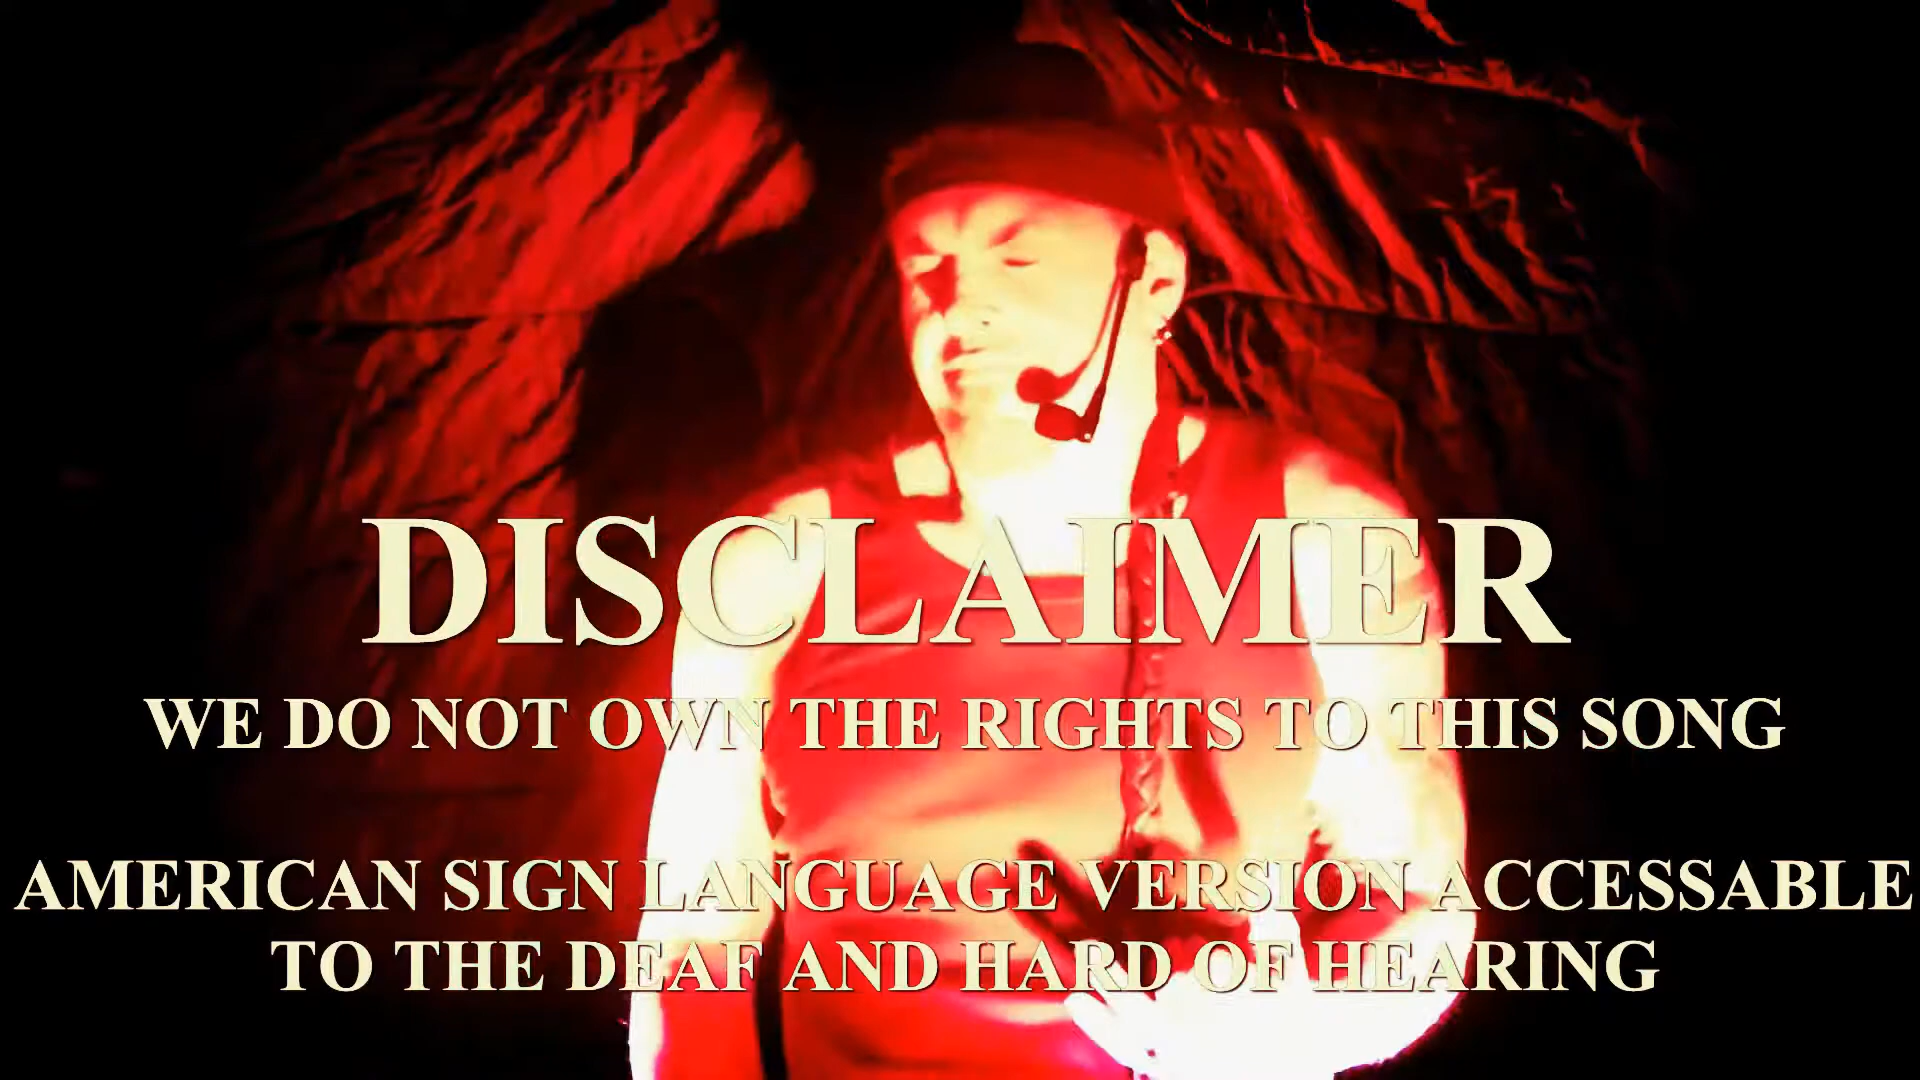 DISCLAIMER
WE DO NOT OWN THE RIGHTS TO THIS SONG
AMERICAN SIGN LANGUAGE VERSION ACCESSABLE
TO THE DEAF AND HARD OF HEARING